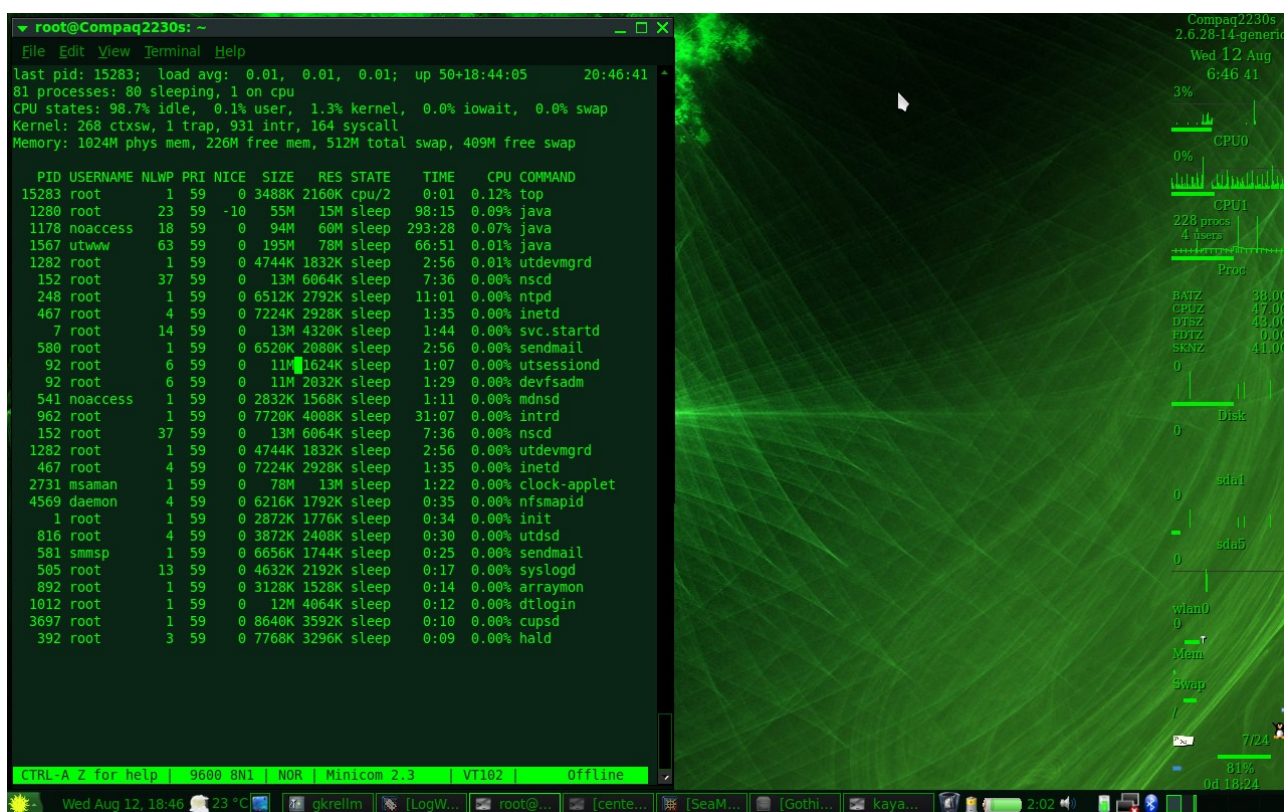 root@Compaq2230s: ~
File Edit View Terminal Help
last pid: 15283; load avg: 0.01, 0.01, 0.01; up 50+18:44:05 20:46:41
81 processes: 80 sleeping, 1 on cpu
CPU states: 98.7% idle, 0.1% user, 1.3% kernel, 0.0% iowait, 0.0% swap
Kernel: 268 ctxsw, 1 trap, 931 intr, 164 syscall
Memory: 1024M phys mem, 226M free mem, 512M total swap, 409M free swap
PID USERNAME NLWP PRI NICE SIZE RES STATE TIME CPU COMMAND
15283 root 1 59 0 3488K 2160K cpu/2 0:01 0.12% top
1280 root 23 59 -10 55M 15M sleep 98:15 0.09% java
1178 noaccess 18 59 0 94M 60M sleep 293:28 0.07% java
1567 utwww 63 59 0 195M 78M sleep 66:51 0.01% java
1282 root 1 59 0 4744K 1832K sleep 2:56 0.01% utdevmgrd
152 root 37 59 0 13M 6064K sleep 7:36 0.00% nscd
248 root 1 59 0 6512K 2792K sleep 11:01 0.00% ntpd
467 root 4 59 0 7224K 2928K sleep 1:35 0.00% inetd
7 root 14 59 0 13M 4320K sleep 1:44 0.00% svc.startd
580 root 1 59 0 6520K 2080K sleep 2:56 0.00% sendmail
92 root 6 59 0 11M 1624K sleep 1:07 0.00% utsessiond
92 root 6 59 0 11M 2032K sleep 1:29 0.00% devfsadm
541 noaccess 1 59 0 2832K 1568K sleep 1:11 0.00% mdnsd
962 root 1 59 0 7720K 4008K sleep 31:07 0.00% intrd
152 root 37 59 0 13M 6064K sleep 7:36 0.00% nscd
1282 root 1 59 0 4744K 1832K sleep 2:56 0.00% utdevmgrd
467 root 4 59 0 7224K 2928K sleep 1:35 0.00% inetd
2731 msaman 1 59 0 78M 13M sleep 1:22 0.00% clock-applet
4569 daemon 4 59 0 6216K 1792K sleep 0:35 0.00% nfsmapid
1 root 1 59 0 2872K 1776K sleep 0:34 0.00% init
816 root 4 59 0 3872K 2408K sleep 0:30 0.00% utdsd
581 smmsp 1 59 0 6656K 1744K sleep 0:25 0.00% sendmail
505 root 13 59 0 4632K 2192K sleep 0:17 0.00% syslogd
892 root 1 59 0 3128K 1528K sleep 0:14 0.00% arraymon
1012 root 1 59 0 12M 4064K sleep 0:12 0.00% dtlogin
3697 root 1 59 0 8640K 3592K sleep 0:10 0.00% cupsd
392 root 3 59 0 7768K 3296K sleep 0:09 0.00% hald
CTRL-A Z for help | 9600 8N1 | NOR | Minicom 2.3 | VT102 | Offline
Compaq2230s
2.6.28-14-generic
Wed 12 Aug
6:46 41
3%
CPU0
0%
CPU1
228 procs
4 users
Proc
BATZ 38.00
CPUZ 47.00
DTSZ 43.00
FDTZ 0.00
SKNZ 41.00
0
Disk
0
sda1
0
sda5
0
wlan0
0
Mem
Swap
/
7/24
81%
0d 18:24
Wed Aug 12, 18:46 23 °C gkrellm [LogW... root@... [cente... [SeaM... [Gothi... kaya... 2:02